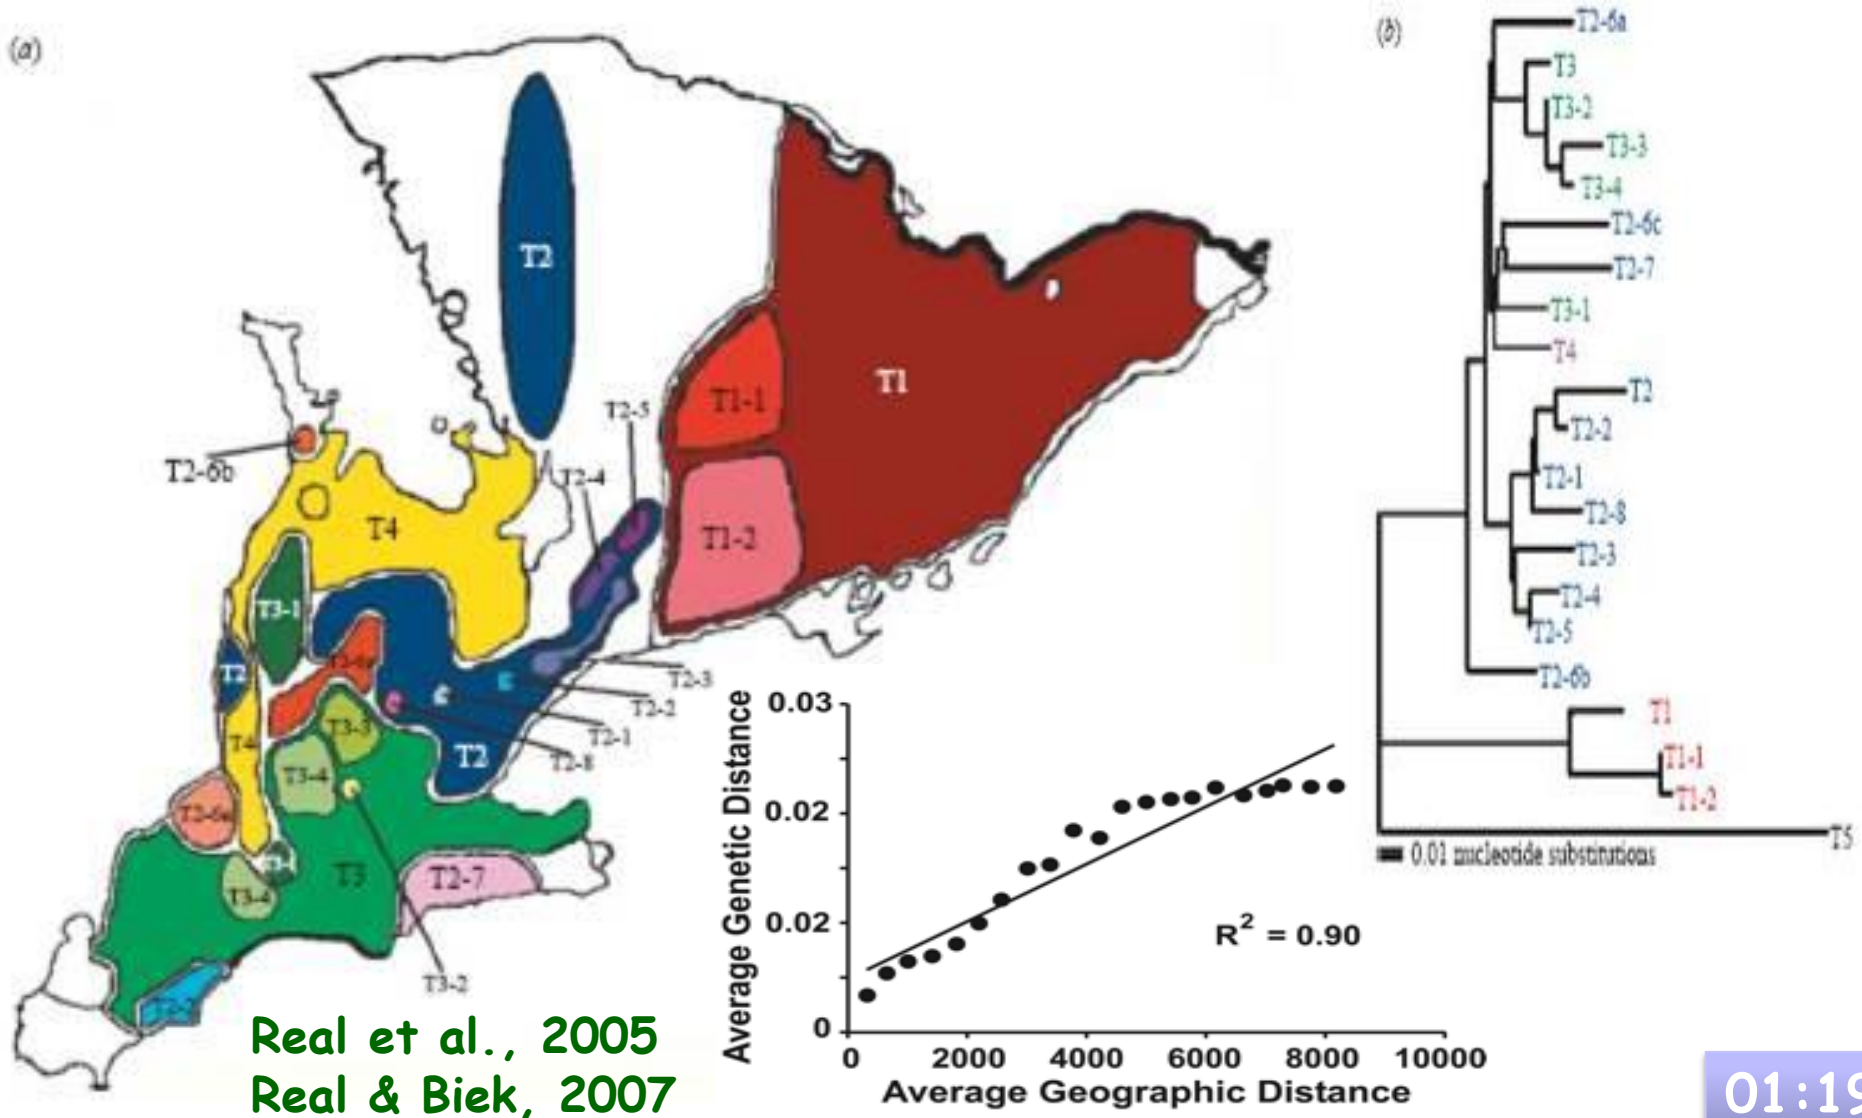 (a)
T2
T1
T1-1
T2-5
T2-6b
T2-4
T4
T1-2
T3-1
T2
T2-3
T2-2
T2-1
T2-8
T4
T3-3
T3-4
T2
T3
T2-7
T3-4
T3-2
Real et al., 2005
Real & Biek, 2007
Average Genetic Distance
0.03
0.02
0.02
0
R² = 0.90
0 2000 4000 6000 8000 10000
Average Geographic Distance
(b)
T2-6a
T3
T3-2
T3-3
T3-4
T2-6c
T2-7
T3-1
T4
T2
T2-2
T2-1
T2-8
T2-3
T2-4
T2-5
T2-6b
T1
T1-1
T1-2
T5
0.01 nucleotide substitutions
01:19